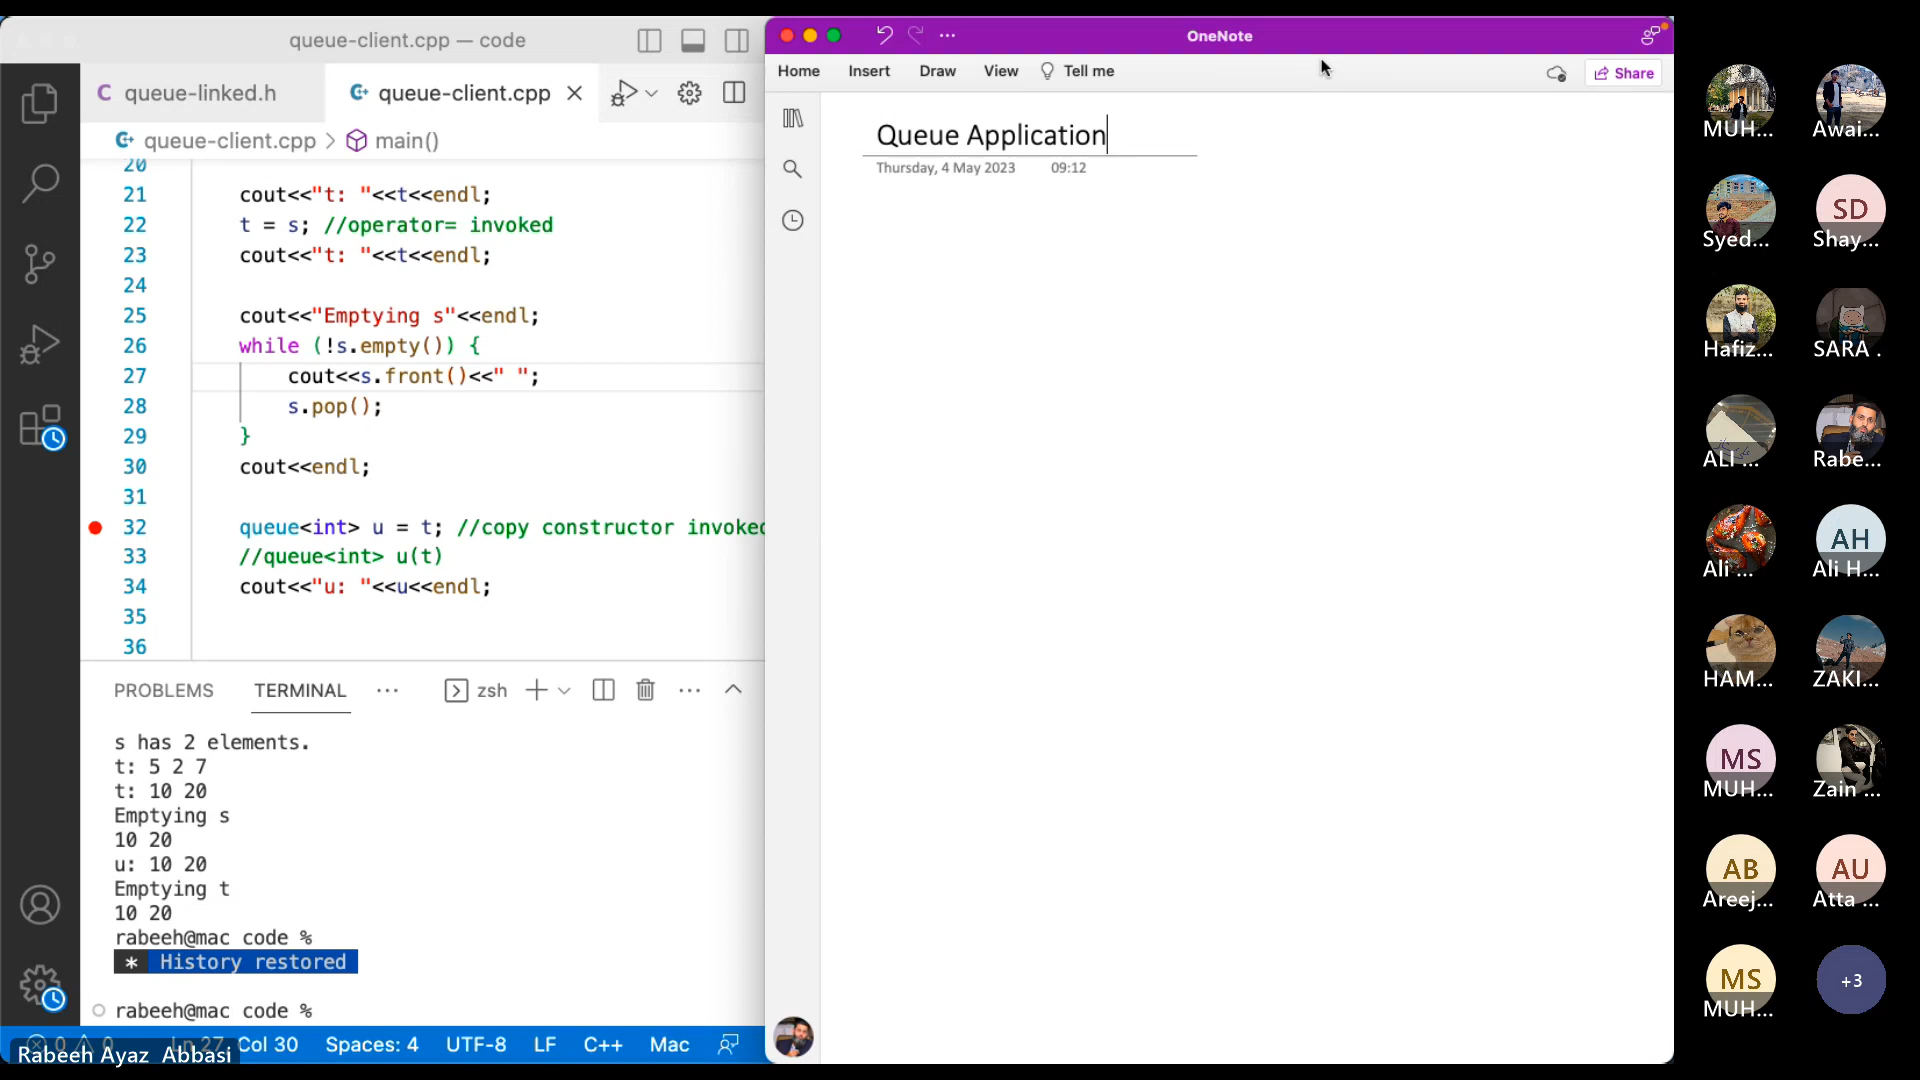 queue-client.cpp — code
queue-linked.h
queue-client.cpp
queue-client.cpp > main()
20
21 cout<<"t: "<<t<<endl;
22 t = s; //operator= invoked
23 cout<<"t: "<<t<<endl;
24
25 cout<<"Emptying s"<<endl;
26 while (!s.empty()) {
27 cout<<s.front()<<" ";
28 s.pop();
29 }
30 cout<<endl;
31
32 queue<int> u = t; //copy constructor invoked
33 //queue<int> u(t)
34 cout<<"u: "<<u<<endl;
35
36
PROBLEMS TERMINAL ··· zsh
s has 2 elements.
t: 5 2 7
t: 10 20
Emptying s
10 20
u: 10 20
Emptying t
10 20
rabeeh@mac code %
* History restored
rabeeh@mac code %
0 0 Ln 27, Col 30 Spaces: 4 UTF-8 LF C++ Mac
Rabeeh Ayaz Abbasi
OneNote
Home Insert Draw View Tell me Share
Queue Application
Thursday, 4 May 2023 09:12
MUH... Awai...
SD
Syed... Shay...
Hafiz... SARA .
ALI ... Rabe...
AH
Ali ... Ali H...
HAM... ZAKI...
MS
MUH... Zain ...
AB AU
Areej... Atta ...
MS +3
MUH...